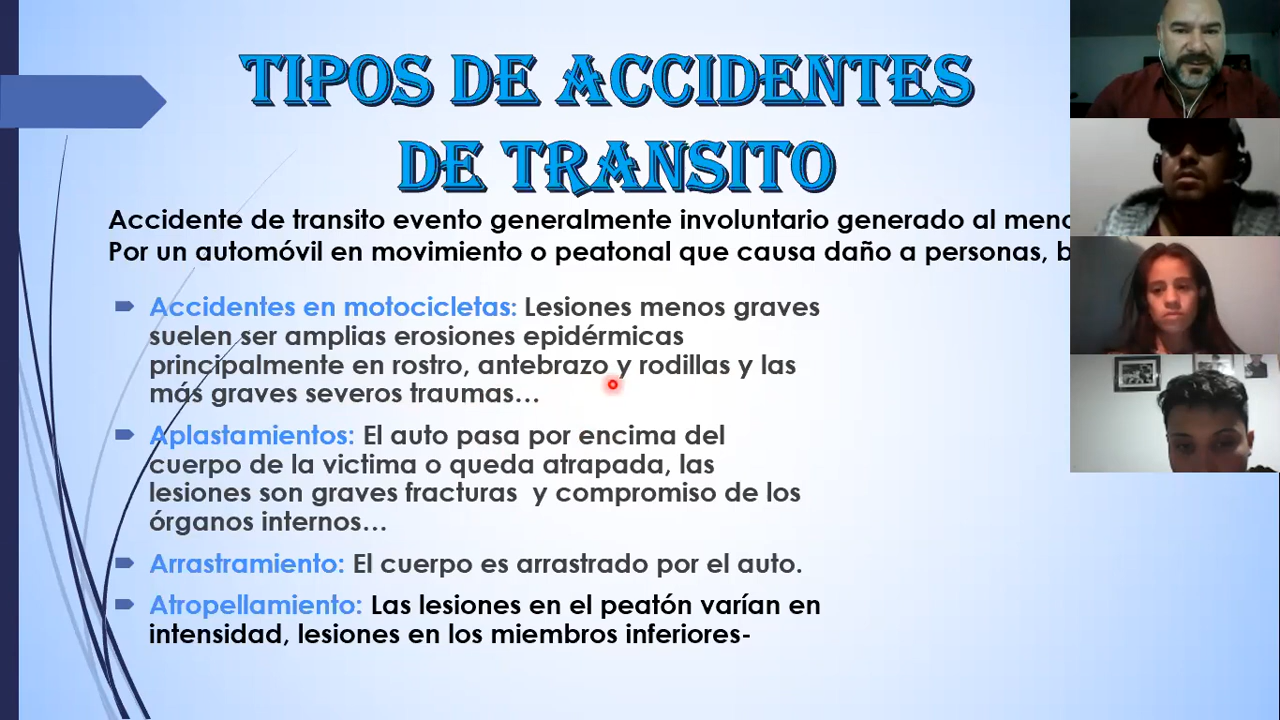 TIPOS DE ACCIDENTES
DE TRANSITO
Accidente de transito evento generalmente involuntario generado al
Por un automóvil en movimiento o peatonal que causa daño a personas,
Accidentes en motocicletas: Lesiones menos graves
suelen ser amplias erosiones epidérmicas
principalmente en rostro, antebrazo y rodillas y las
más graves severos traumas...
Aplastamientos: El auto pasa por encima del
cuerpo de la victima o queda atrapada, las
lesiones son graves fracturas y compromiso de los
órganos internos...
Arrastramiento: El cuerpo es arrastrado por el auto.
Atropellamiento: Las lesiones en el peatón varían en
intensidad, lesiones en los miembros inferiores-